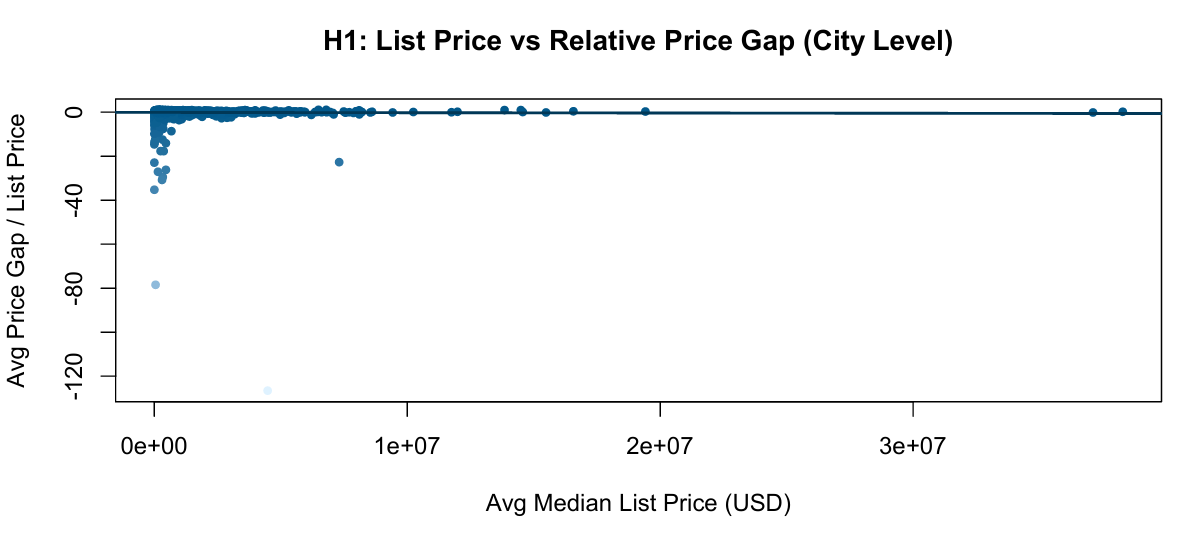 H1: List Price vs Relative Price Gap (City Level)
Avg Price Gap / List Price
0
-40
-80
-120
0e+00 1e+07 2e+07 3e+07
Avg Median List Price (USD)